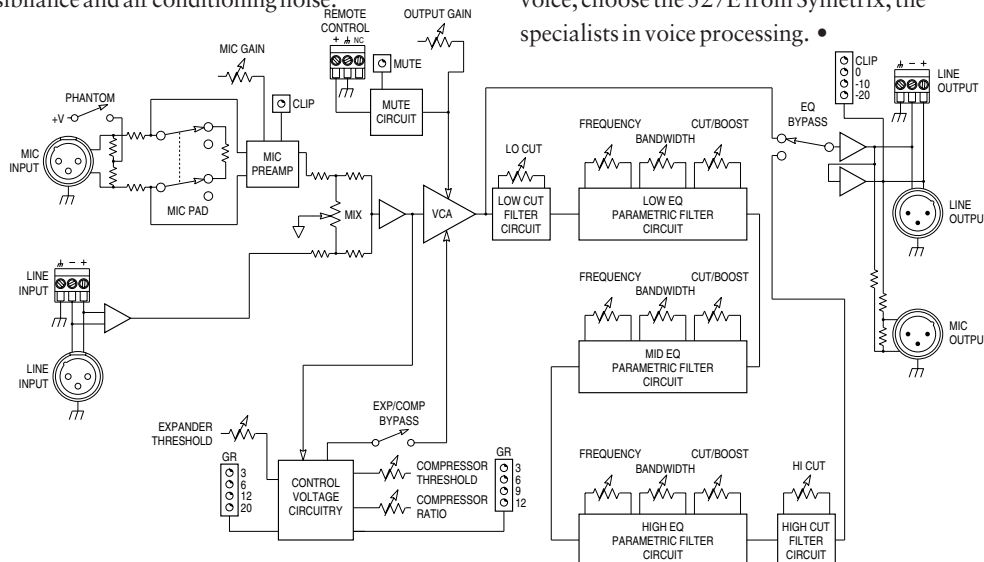 sibilance and air conditioning noise.
voice, choose the 527E from Symetrix, the
specialists in voice processing. •
REMOTE
CONTROL
+ NC
OUTPUT GAIN
MIC GAIN
MUTE
CLIP
MUTE
CIRCUIT
PHANTOM
+V
MIC
INPUT
MIC PAD
MIC
PREAMP
MIX
VCA
LO CUT
LOW CUT
FILTER
CIRCUIT
FREQUENCY
BANDWIDTH
CUT/BOOST
LOW EQ
PARAMETRIC FILTER
CIRCUIT
EQ
BYPASS
CLIP
0
-10
-20
- +
LINE
OUTPUT
LINE
OUTPU
MIC
OUTPU
LINE
INPUT
- +
LINE
INPUT
FREQUENCY
BANDWIDTH
CUT/BOOST
MID EQ
PARAMETRIC FILTER
CIRCUIT
EXP/COMP
BYPASS
EXPANDER
THRESHOLD
GR
3
6
12
20
CONTROL
VOLTAGE
CIRCUITRY
COMPRESSOR
THRESHOLD
COMPRESSOR
RATIO
GR
3
6
9
12
FREQUENCY
BANDWIDTH
CUT/BOOST
HIGH EQ
PARAMETRIC FILTER
CIRCUIT
HI CUT
HIGH CUT
FILTER
CIRCUIT